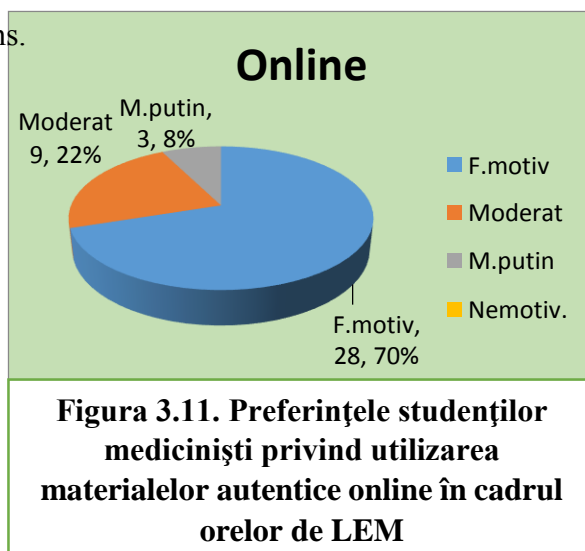 ns.
Online
M.putin,
3, 8%
Moderat
9, 22%
F.motiv
Moderat
M.putin
Nemotiv.
F.motiv,
28, 70%
Figura 3.11. Preferinţele studenţilor
medicinişti privind utilizarea
materialelor autentice online în cadrul
orelor de LEM